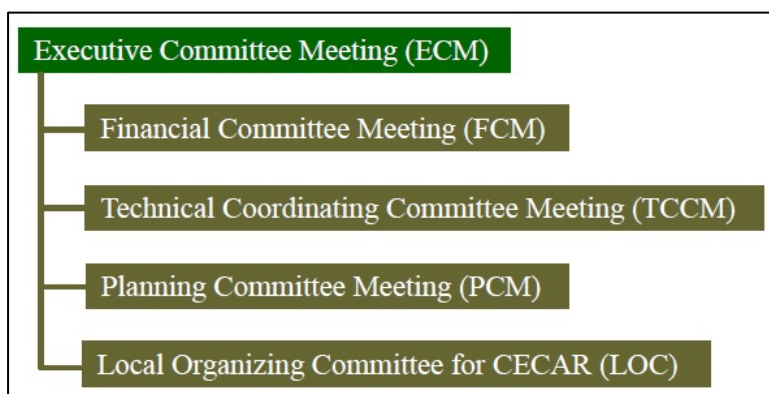 Executive Committee Meeting (ECM)
Financial Committee Meeting (FCM)
Technical Coordinating Committee Meeting (TCCM)
Planning Committee Meeting (PCM)
Local Organizing Committee for CECAR (LOC)